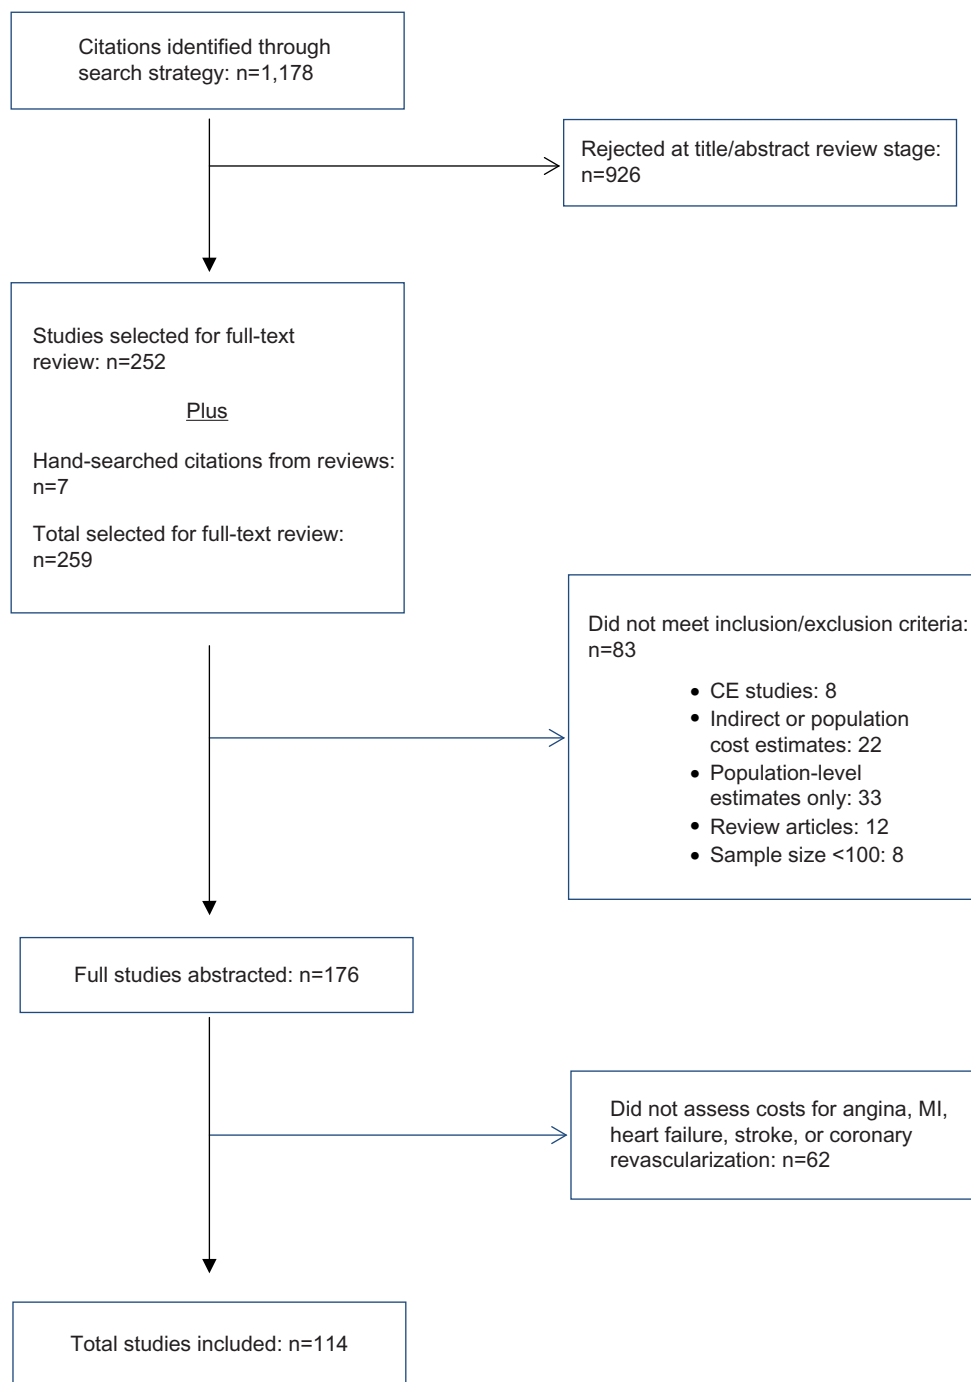 Citations identified through
search strategy: n=1,178
Rejected at title/abstract review stage:
n=926
Studies selected for full-text
review: n=252
Plus
Hand-searched citations from reviews:
n=7
Total selected for full-text review:
n=259
Did not meet inclusion/exclusion criteria:
n=83
• CE studies: 8
• Indirect or population
cost estimates: 22
• Population-level
estimates only: 33
• Review articles: 12
• Sample size <100: 8
Full studies abstracted: n=176
Did not assess costs for angina, MI,
heart failure, stroke, or coronary
revascularization: n=62
Total studies included: n=114